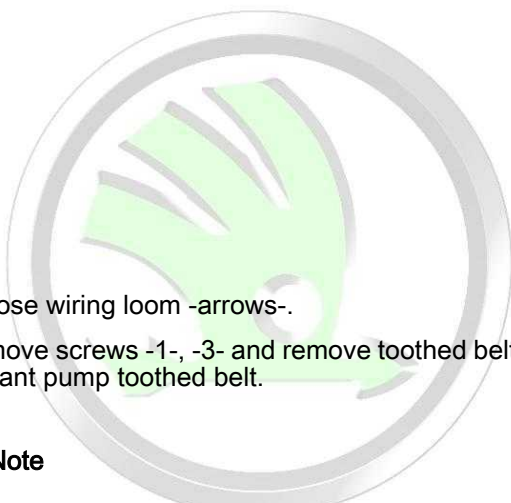 ose wiring loom -arrows-.
move screws -1-, -3- and remove toothed belt
ant pump toothed belt.
Note